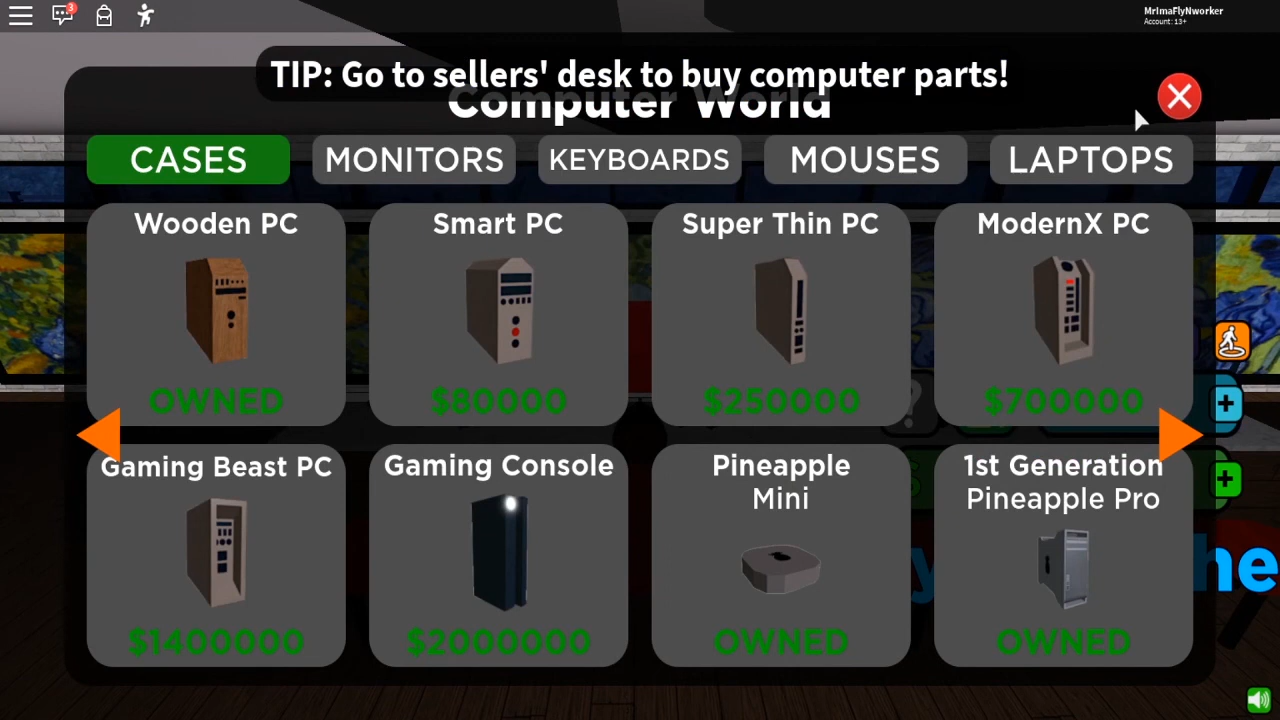 3
MrImaFlyNworker
Account: 13+
TIP: Go to sellers' desk to buy computer parts!
Computer World
CASES
MONITORS
KEYBOARDS
MOUSES
LAPTOPS
Wooden PC
Smart PC
Super Thin PC
ModernX PC
OWNED
$80000
$250000
$700000
Gaming Beast PC
Gaming Console
Pineapple
Mini
1st Generation
Pineapple Pro
$1400000
$2000000
OWNED
OWNED
he